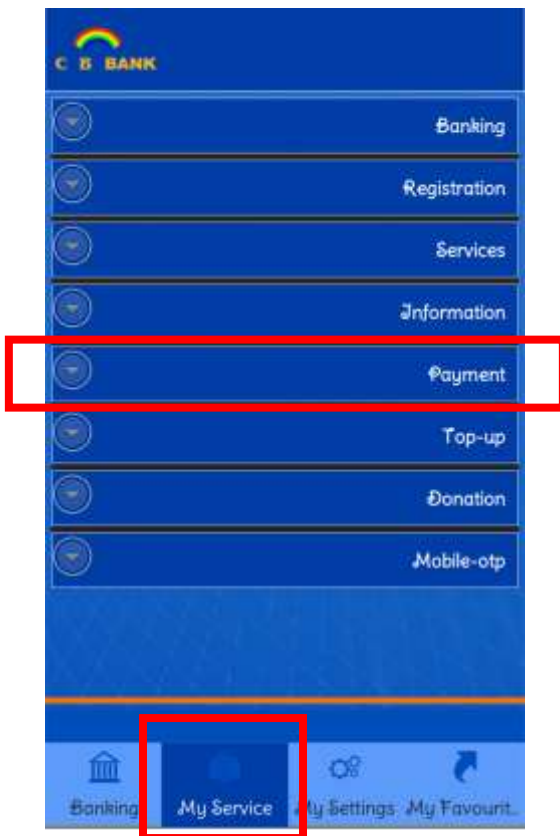 C B BANK
Banking
Registration
Services
Information
Payment
Top-up
Donation
Mobile-otp
Banking My Service My Settings My Favourit...